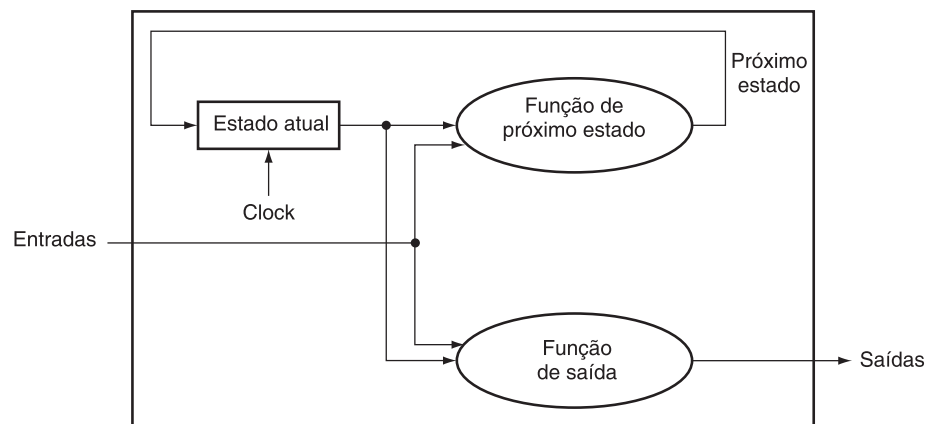 Próximo
estado
Função de
próximo estado
Estado atual
Clock
Entradas
Função
de saída
Saídas